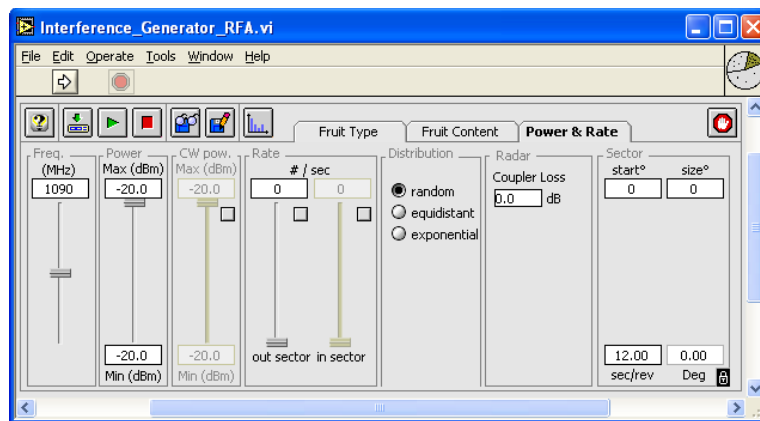 Interference_Generator_RFA.vi
File Edit Operate Tools Window Help
Fruit Type Fruit Content Power & Rate
Freq. Power CW pow. Rate Distribution Radar Sector
(MHz) Max (dBm) Max (dBm) # / sec Coupler Loss start° size°
1090 -20.0 -20.0 0 0 random 0.0 dB 0 0
equidistant
exponential
-20.0 -20.0 out sector in sector 12.00 0.00
Min (dBm) Min (dBm) sec/rev Deg